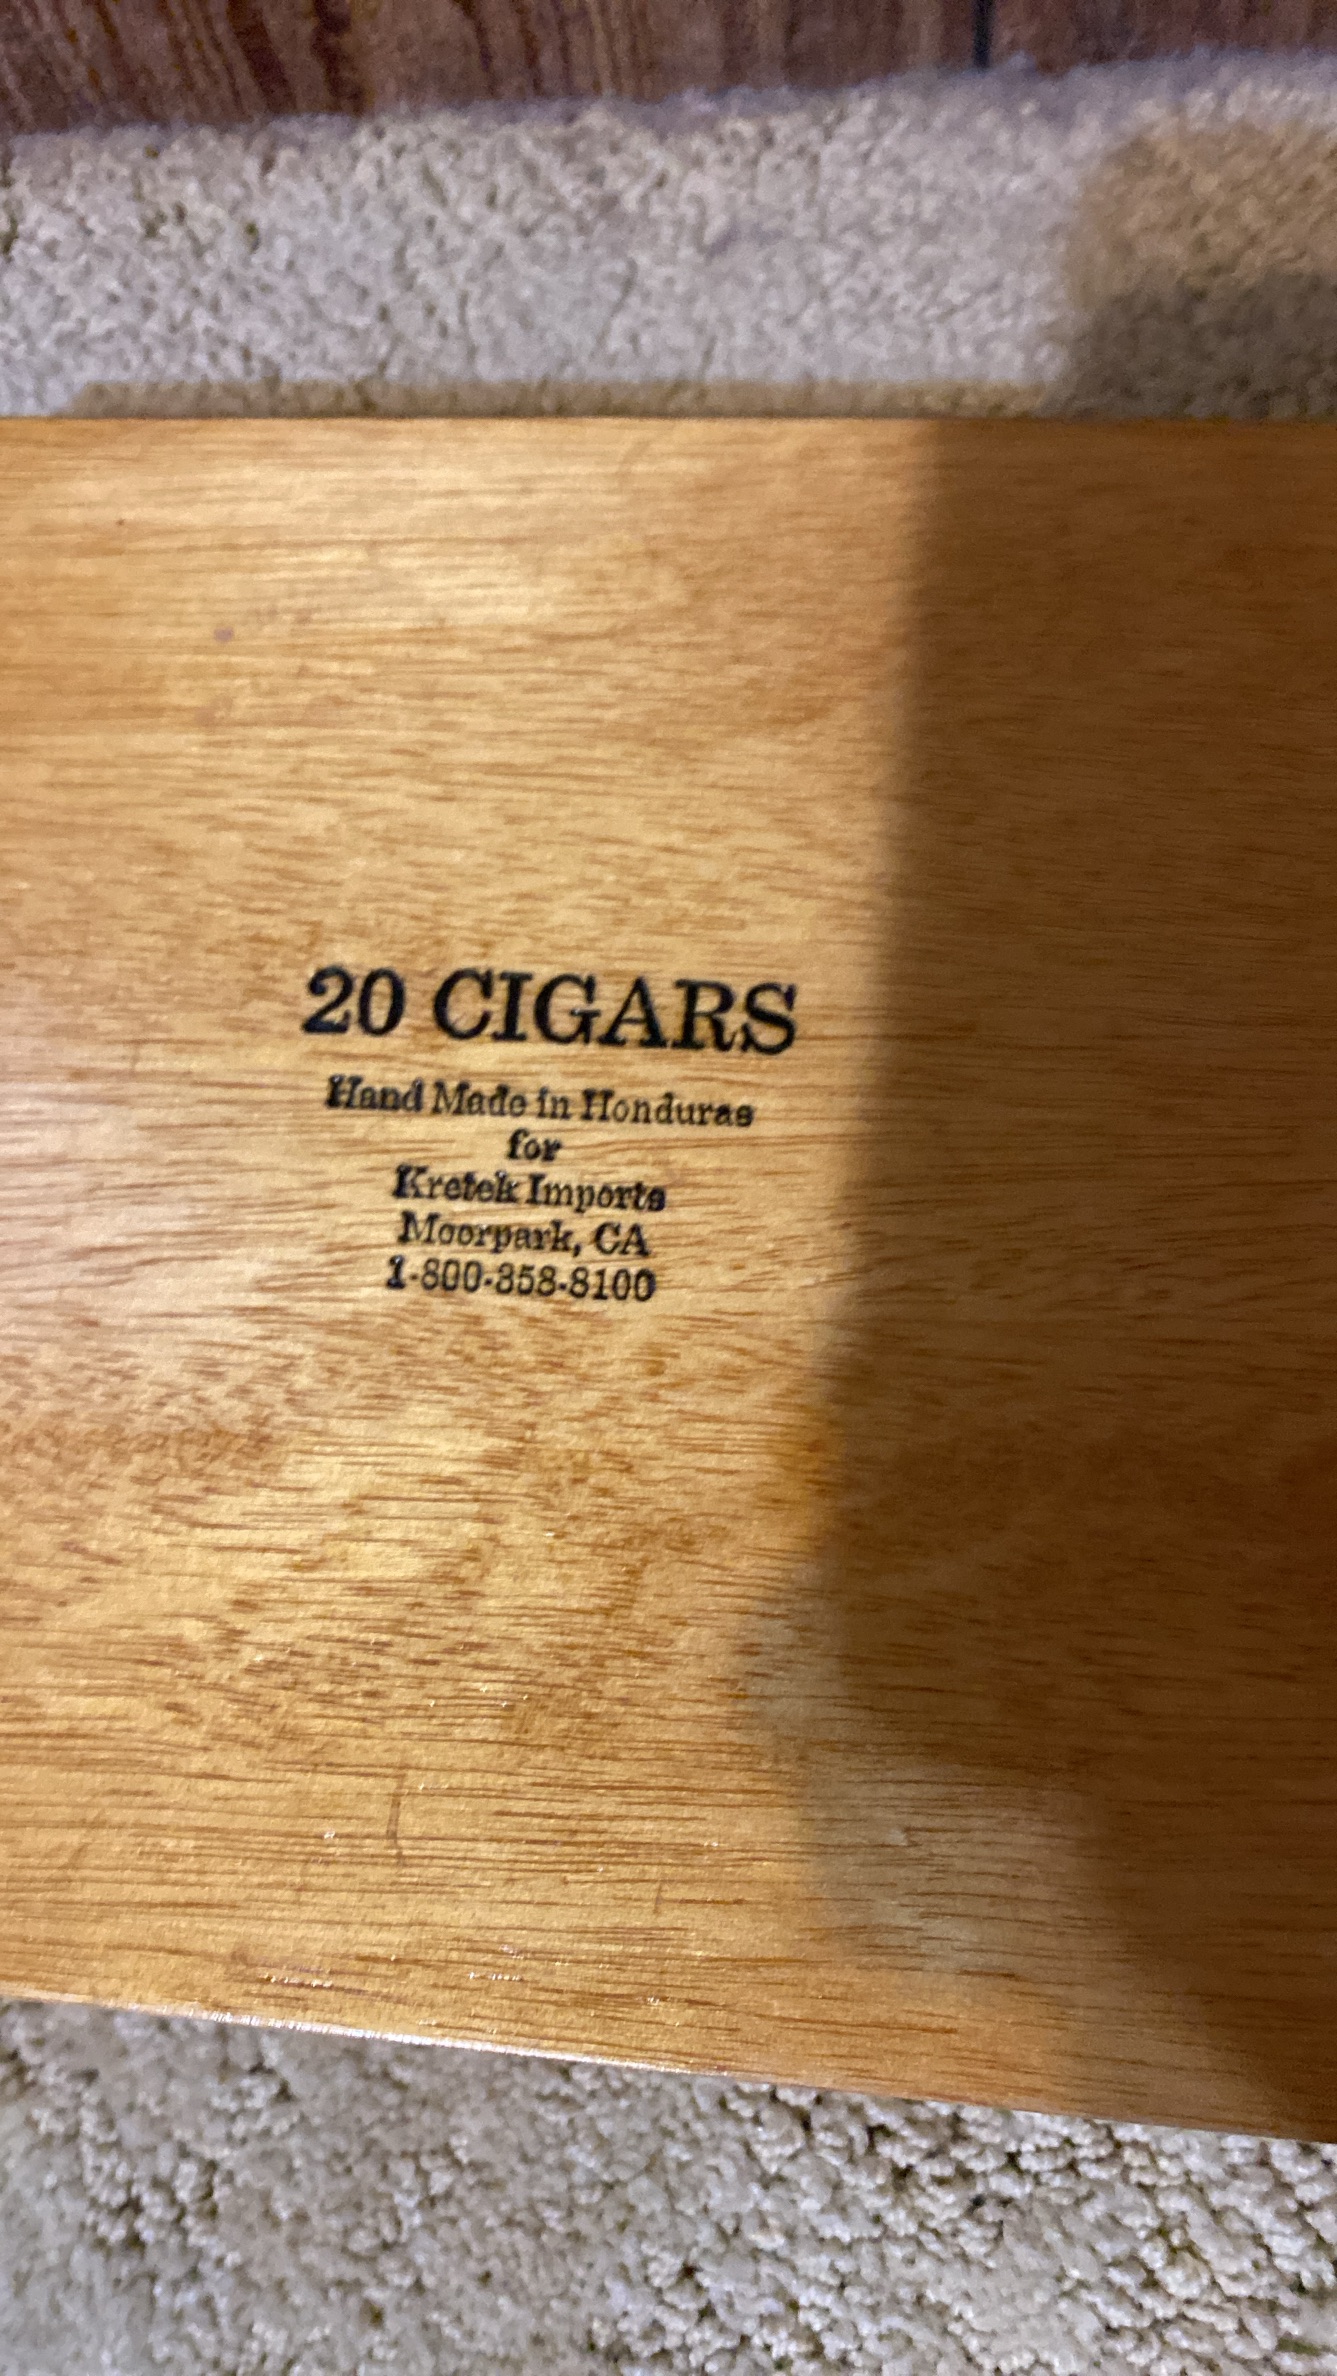 20 CIGARS
Hand Made in Honduras
for
Kretek Imports
Moorpark, CA
1-800-358-8100